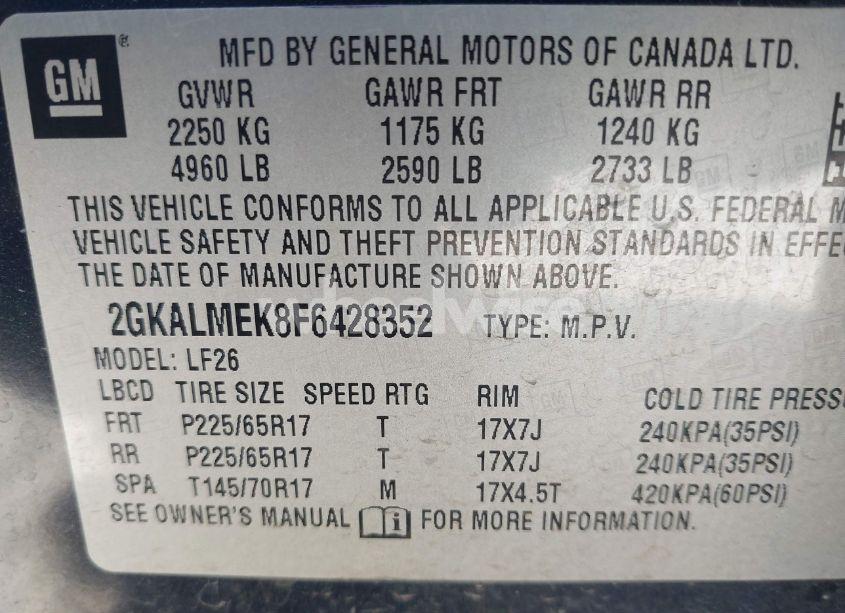 GM
®
MFD BY GENERAL MOTORS OF CANADA LTD.
GVWR GAWR FRT GAWR RR
2250 KG 1175 KG 1240 KG
4960 LB 2590 LB 2733 LB
THIS VEHICLE CONFORMS TO ALL APPLICABLE U.S. FEDERAL M
VEHICLE SAFETY AND THEFT PREVENTION STANDARDS IN EFFE
THE DATE OF MANUFACTURE SHOWN ABOVE.
2GKALMEK8F6428352 TYPE: M.P.V.
MODEL: LF26
LBCD TIRE SIZE SPEED RTG RIM COLD TIRE PRESS
FRT P225/65R17 T 17X7J 240KPA(35PSI)
RR P225/65R17 T 17X7J 240KPA(35PSI)
SPA T145/70R17 M 17X4.5T 420KPA(60PSI)
SEE OWNER'S MANUAL i FOR MORE INFORMATION.